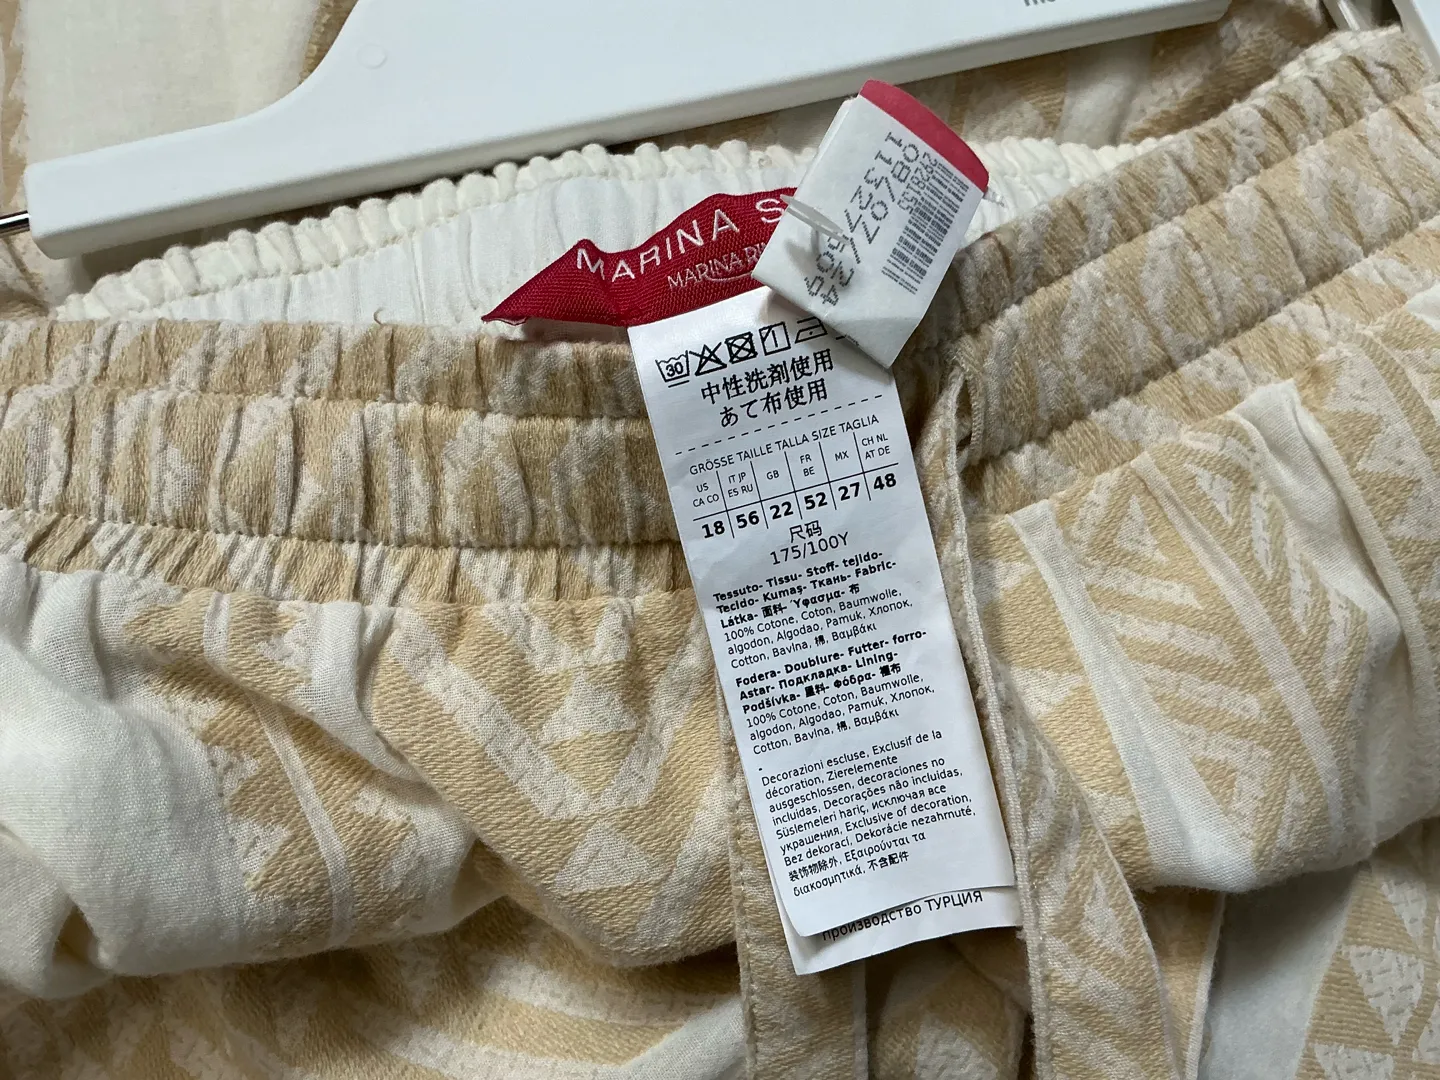 MARINA
MARINA R
30
中性洗剤使用
あて布使用
GRÖSSE TAILLE TALLA SIZE TAGLIA
US CA CO
IT JP ES RU
GB
FR BE
MX
CH NL AT DE
18 56 22 52 27 48
尺码
175/100Y
Tessuto- Tissu- Stoff- tejido-
Tecido- Kumaş- Ткань- Fabric-
Látka- 面料- Ύφασμα- 布
100% Cotone, Coton, Baumwolle,
algodon, Algodao, Pamuk, Хлопок,
Cotton, Bavlna, 棉, Βαμβάκι
Fodera- Doublure- Futter- forro-
Astar- Подкладка- Lining-
Podšívka- 里料- Φόδρα- 裡布
100% Cotone, Coton, Baumwolle,
algodon, Algodao, Pamuk, Хлопок,
Cotton, Bavlna, 棉, Βαμβάκι
-
Decorazioni escluse, Exclusif de la
décoration, Zierelemente
ausgeschlossen, decoraciones no
incluidas, Decorações não incluidas,
Süslemeleri hariç, исключая все
украшения, Exclusive of decoration,
Bez dekorací, Dekorácie nezahrnuté,
装饰物除外, Εξαιρούνται τα
διακοσμητικά, 不含配件
производство ТУРЦИЯ